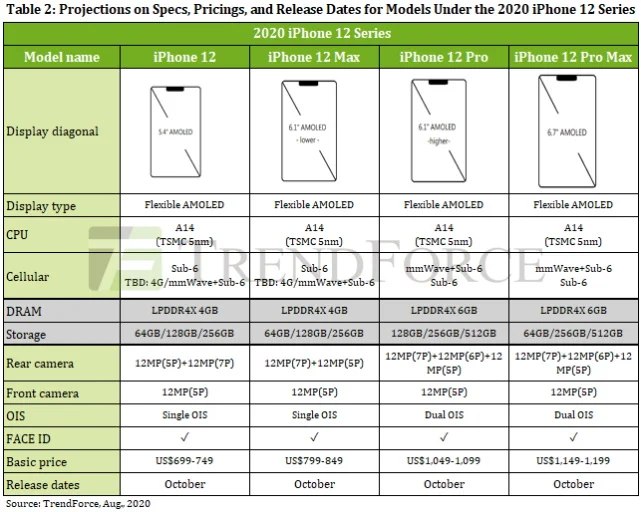 Table 2: Projections on Specs, Pricings, and Release Dates for Models Under the 2020 iPhone 12 Series
2020 iPhone 12 Series
Model name iPhone 12 iPhone 12 Max iPhone 12 Pro iPhone 12 Pro Max
Display diagonal
5.4" AMOLED
6.1" AMOLED
- lower -
6.1" AMOLED
-higher-
6.7" AMOLED
Display type Flexible AMOLED Flexible AMOLED Flexible AMOLED Flexible AMOLED
CPU
A14 A14 A14 A14
(TSMC 5nm) (TSMC 5nm) (TSMC 5nm) (TSMC 5nm)
TRENDFORCE
Cellular
Sub-6 Sub-6 mmWave+Sub-6 mmWave+Sub-6
TBD: 4G/mmWave+Sub-6 TBD: 4G/mmWave+Sub-6 Sub-6 Sub-6
DRAM LPDDR4X 4GB LPDDR4X 4GB LPDDR4X 6GB LPDDR4X 6GB
Storage 64GB/128GB/256GB 64GB/128GB/256GB 128GB/256GB/512GB 64GB/256GB/512GB
Rear camera 12MP(5P)+12MP(7P) 12MP(7P)+12MP(5P) 12MP(7P)+12MP(6P)+12 12MP(7P)+12MP(6P)+12
MP(5P) MP(5P)
Front camera 12MP(5P) 12MP(5P) 12MP(5P) 12MP(5P)
OIS Single OIS Single OIS Dual OIS Dual OIS
FACE ID ✓ ✓ ✓ ✓
Basic price US$699-749 US$799-849 US$1,049-1,099 US$1,149-1,199
Release dates October October October October
Source: TrendForce, Aug., 2020